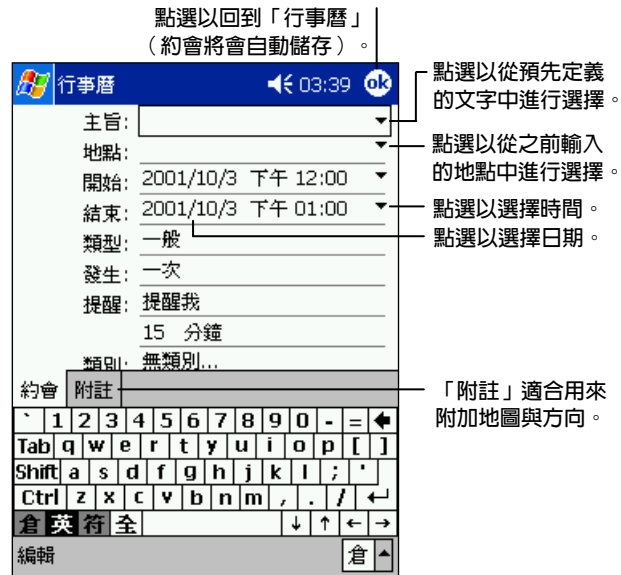 點選以回到「行事曆」
（約會將會自動儲存）。
行事曆 03:39 ok
點選以從預先定義
的文字中進行選擇。
主旨:
地點:
點選以從之前輸入
的地點中進行選擇。
開始: 2001/10/3 下午 12:00
結束: 2001/10/3 下午 01:00
點選以選擇時間。
點選以選擇日期。
類型: 一般
發生: 一次
提醒: 提醒我
15 分鐘
類別: 無類別...
約會 附註
「附註」適合用來
附加地圖與方向。
` 1 2 3 4 5 6 7 8 9 0 - =
Tab q w e r t y u i o p [ ]
Shift a s d f g h j k l ; '
Ctrl z x c v b n m , . /
倉 英 符 全 ↓ ↑ ← →
編輯 倉